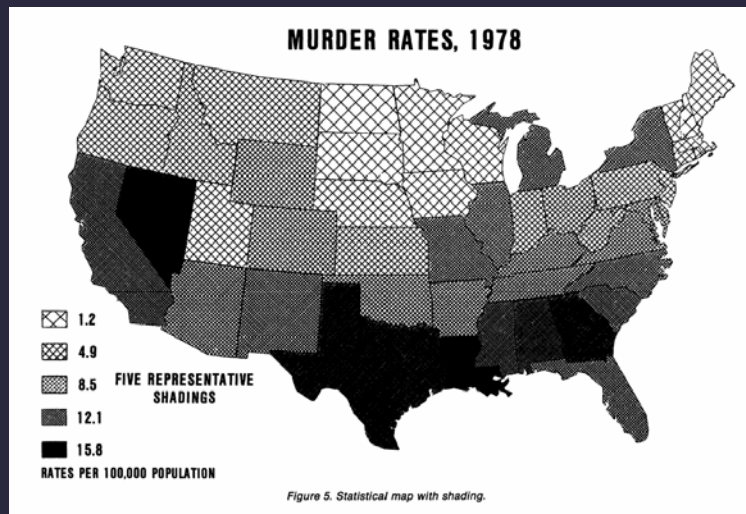 MURDER RATES, 1978
1.2
4.9
8.5
12.1
15.8
FIVE REPRESENTATIVE
SHADINGS
RATES PER 100,000 POPULATION
Figure 5. Statistical map with shading.